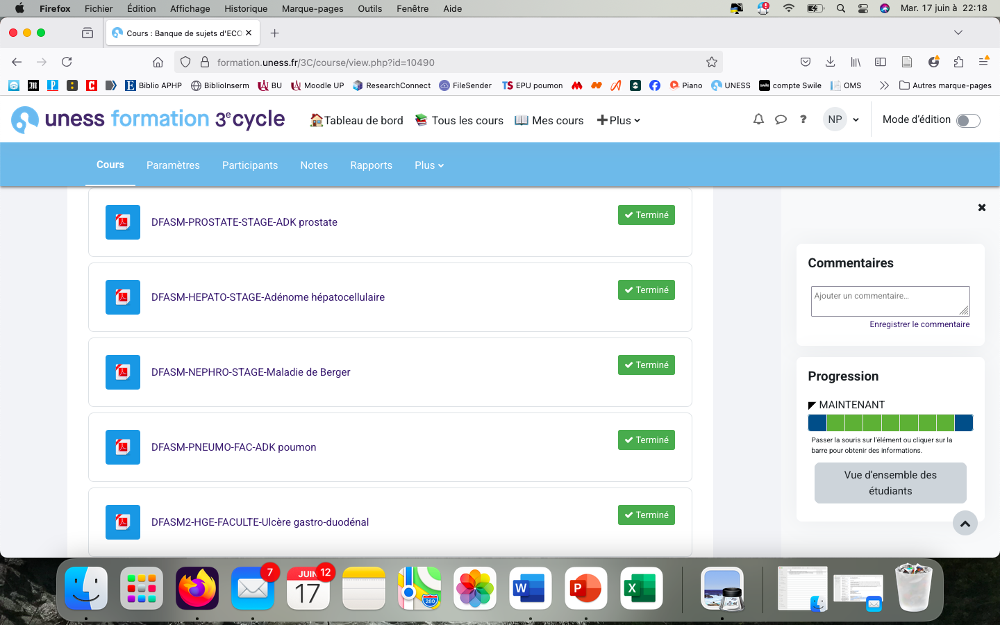 Firefox Fichier Édition Affichage Historique Marque-pages Outils Fenêtre Aide Mar. 17 juin à 22:18
Cours : Banque de sujets d'ECO
formation.uness.fr/3C/course/view.php?id=10490
Biblio APHP BiblioInserm BU Moodle UP ResearchConnect FileSender TS EPU poumon Piano UNESS swile compte Swile OMS Autres marque-pages
uness formation 3e cycle Tableau de bord Tous les cours Mes cours Plus ? NP Mode d'édition
Cours Paramètres Participants Notes Rapports Plus
DFASM-PROSTATE-STAGE-ADK prostate
Terminé
DFASM-HEPATO-STAGE-Adénome hépatocellulaire
Terminé
DFASM-NEPHRO-STAGE-Maladie de Berger
Terminé
DFASM-PNEUMO-FAC-ADK poumon
Terminé
DFASM2-HGE-FACULTE-Ulcère gastro-duodénal
Terminé
Commentaires
Ajouter un commentaire...
Enregistrer le commentaire
Progression
MAINTENANT
Passer la souris sur l'élément ou cliquer sur la
barre pour obtenir des informations.
Vue d'ensemble des
étudiants
7
JUIN
12
17
280
W
P
X